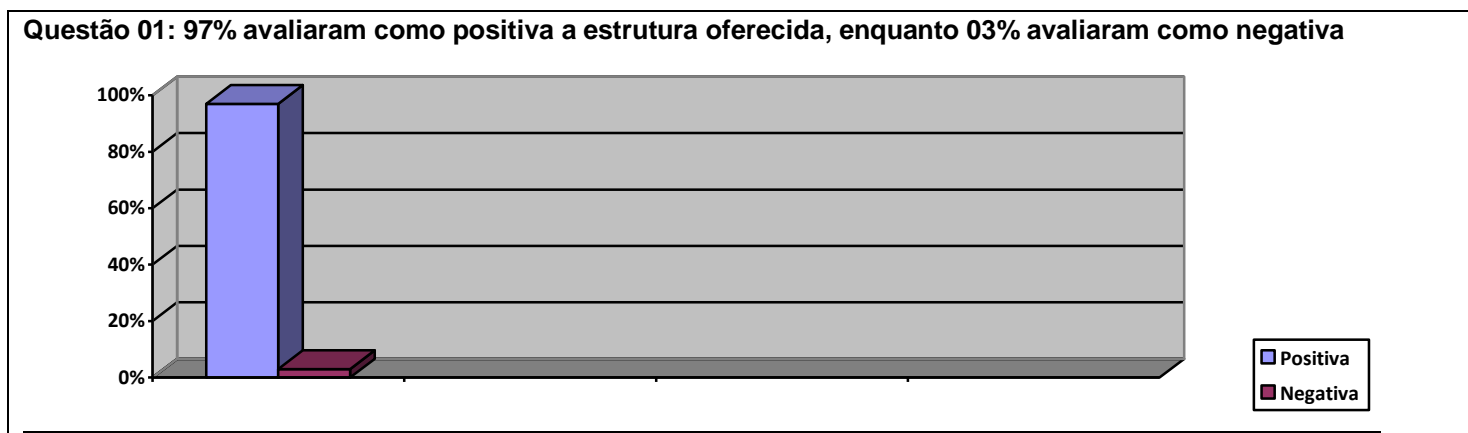 Questão 01: 97% avaliaram como positiva a estrutura oferecida, enquanto 03% avaliaram como negativa
100%
80%
60%
40%
20%
0%
Positiva
Negativa